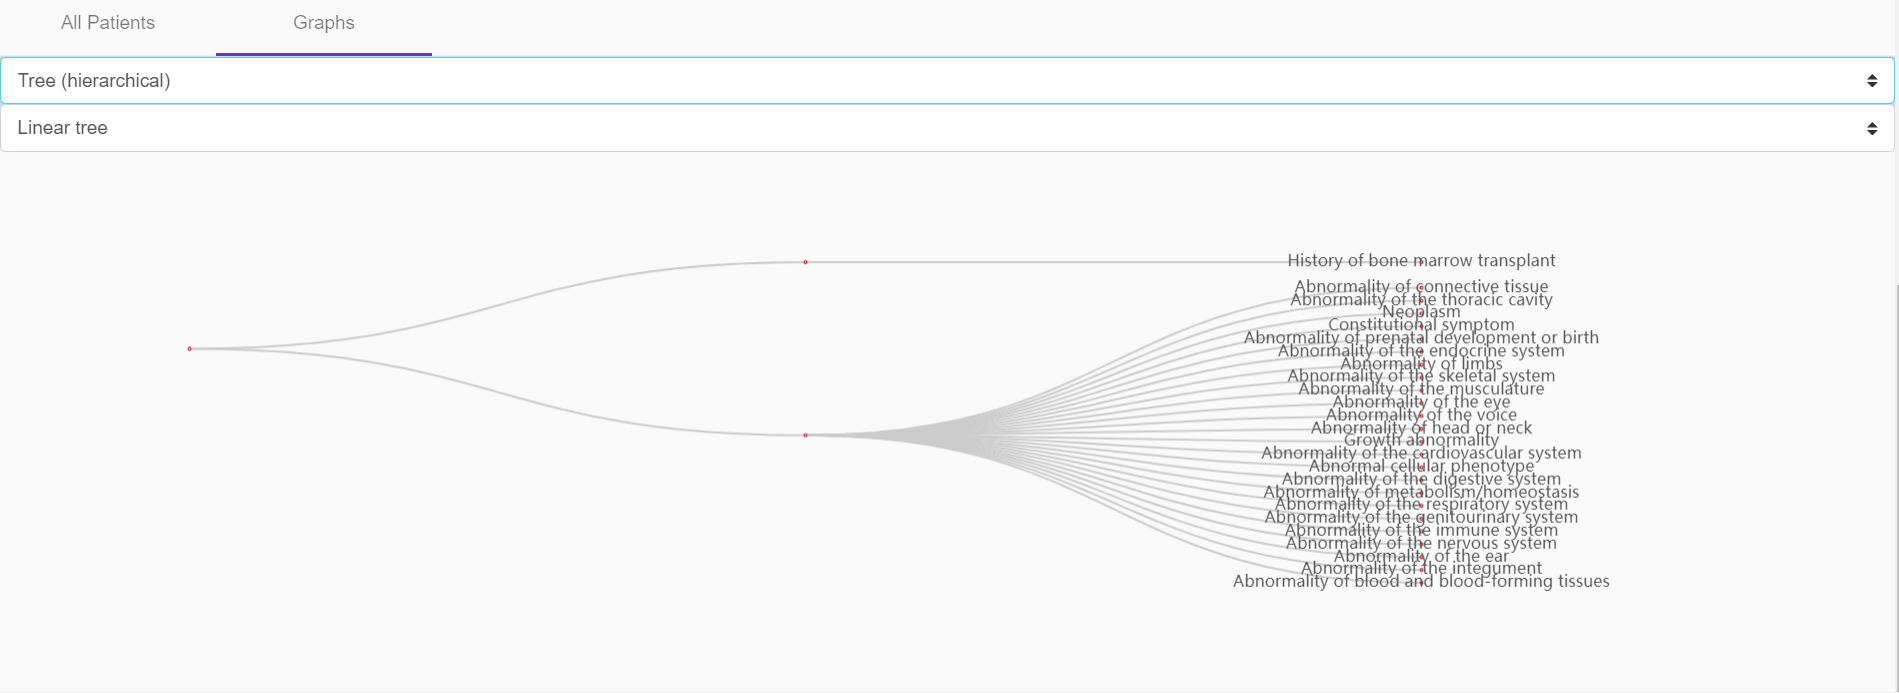 All Patients
Graphs
Tree (hierarchical)
Linear tree
History of bone marrow transplant
Abnormality of connective tissue
Abnormality of the thoracic cavity
Neoplasm
Constitutional symptom
Abnormality of prenatal development or birth
Abnormality of the endocrine system
Abnormality of limbs
Abnormality of the skeletal system
Abnormality of the musculature
Abnormality of the eye
Abnormality of the voice
Abnormality of head or neck
Growth abnormality
Abnormality of the cardiovascular system
Abnormal cellular phenotype
Abnormality of the digestive system
Abnormality of metabolism/homeostasis
Abnormality of the respiratory system
Abnormality of the genitourinary system
Abnormality of the immune system
Abnormality of the nervous system
Abnormality of the ear
Abnormality of the integument
Abnormality of blood and blood-forming tissues